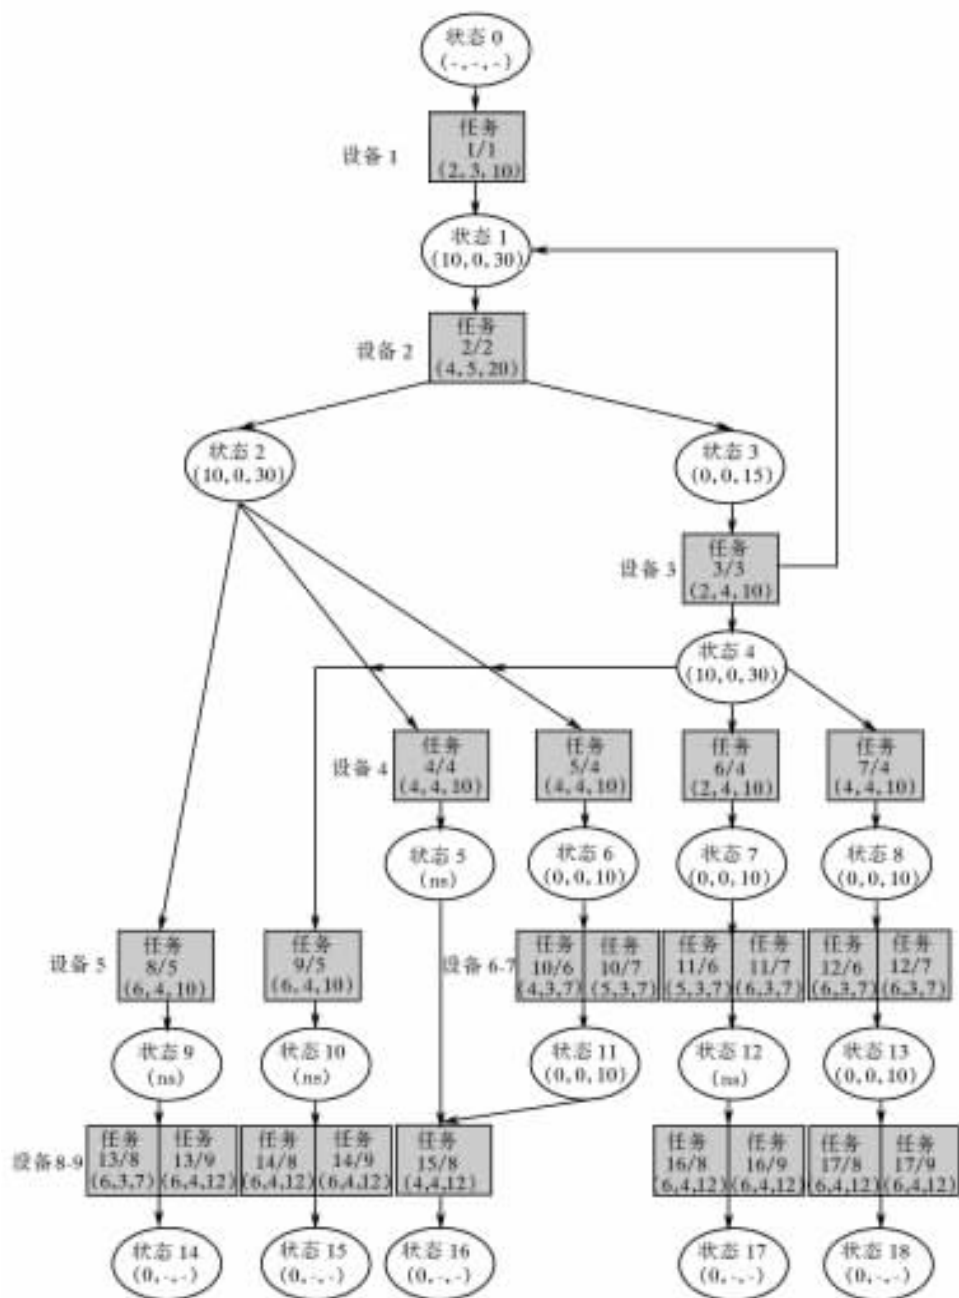 状态 0
(-,-,-)
任务
1/1
(2,3,10)
设备 1
状态 1
(10,0,30)
任务
2/2
(4,5,20)
设备 2
状态 2
(10,0,30)
状态 3
(0,0,15)
任务
3/3
(2,4,10)
设备 3
状态 4
(10,0,30)
设备 4
任务
4/4
(4,4,10)
任务
5/4
(4,4,10)
任务
6/4
(2,4,10)
任务
7/4
(4,4,10)
状态 5
(ns)
状态 6
(0,0,10)
状态 7
(0,0,10)
状态 8
(0,0,10)
设备 5
任务
8/5
(6,4,10)
任务
9/5
(6,4,10)
设备 6-7
任务
10/6
(4,3,7)
任务
10/7
(5,3,7)
任务
11/6
(5,3,7)
任务
11/7
(6,3,7)
任务
12/6
(6,3,7)
任务
12/7
(6,3,7)
状态 9
(ns)
状态 10
(ns)
状态 11
(0,0,10)
状态 12
(ns)
状态 13
(0,0,10)
设备8-9
任务
13/8
(6,3,7)
任务
13/9
(6,4,12)
任务
14/8
(6,4,12)
任务
14/9
(6,4,12)
任务
15/8
(4,4,12)
任务
16/8
(6,4,12)
任务
16/9
(6,4,12)
任务
17/8
(6,4,12)
任务
17/9
(6,4,12)
状态 14
(0,-,-)
状态 15
(0,-,-)
状态 16
(0,-,-)
状态 17
(0,-,-)
状态 18
(0,-,-)